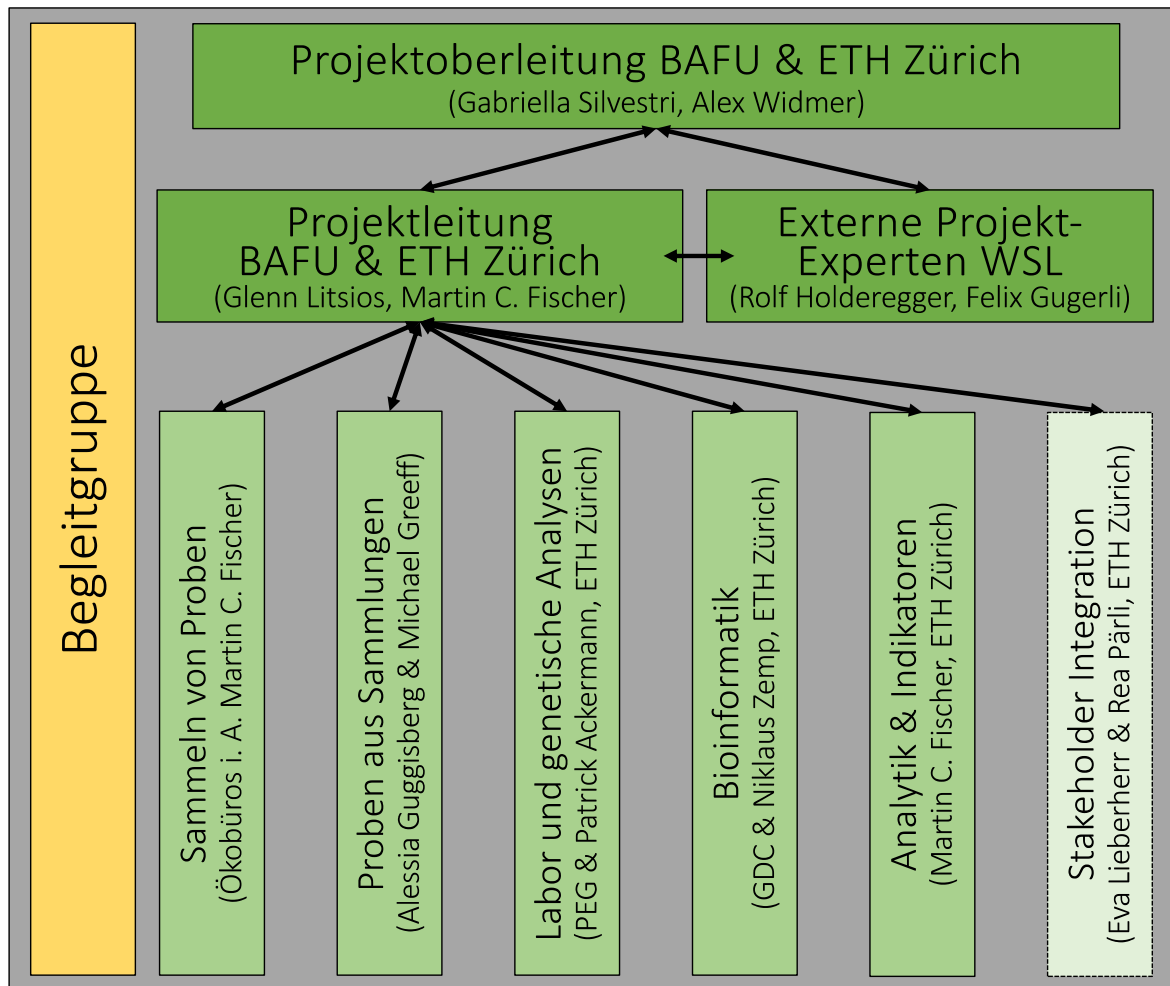 Begleitgruppe
Projektoberleitung BAFU & ETH Zürich
(Gabriella Silvestri, Alex Widmer)
Projektleitung
BAFU & ETH Zürich
(Glenn Litsios, Martin C. Fischer)
Externe Projekt-
Experten WSL
(Rolf Holderegger, Felix Gugerli)
Sammeln von Proben
(Ökobüros i. A. Martin C. Fischer)
Proben aus Sammlungen
(Alessia Guggisberg & Michael Greeff)
Labor und genetische Analysen
(PEG & Patrick Ackermann, ETH Zürich)
Bioinformatik
(GDC & Niklaus Zemp, ETH Zürich)
Analytik & Indikatoren
(Martin C. Fischer, ETH Zürich)
Stakeholder Integration
(Eva Lieberherr & Rea Pärli, ETH Zürich)